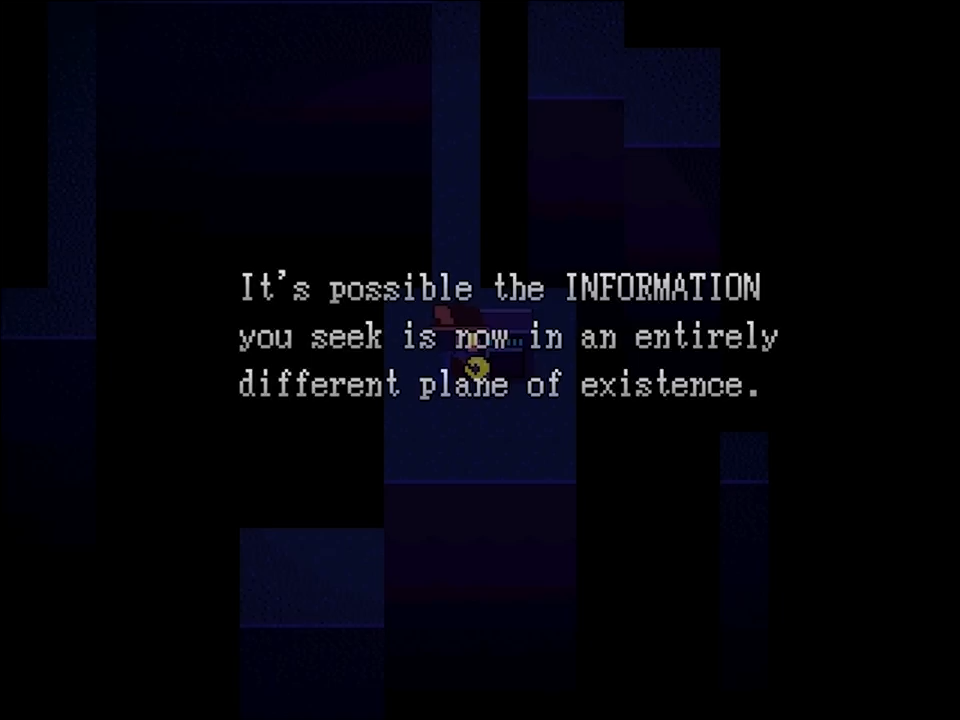 It's possible the INFORMATION
you seek is now in an entirely
different plane of existence.